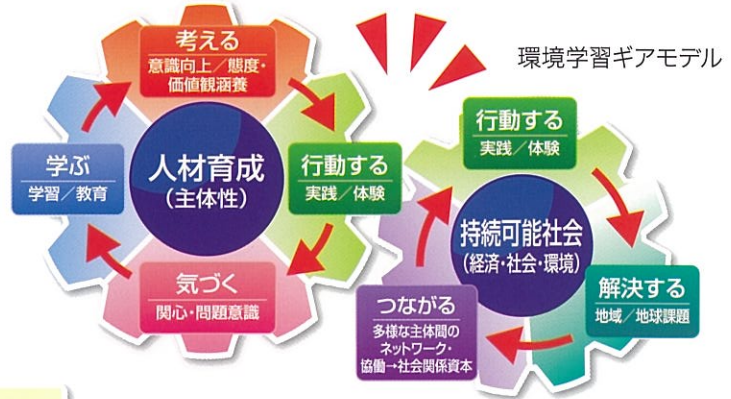 環境学習ギアモデル
考える
意識向上/態度・
価値観涵養
学ぶ
学習/教育
人材育成
(主体性)
行動する
実践/体験
気づく
関心・問題意識
行動する
実践/体験
持続可能社会
(経済・社会・環境)
つながる
多様な主体間の
ネットワーク・
協働→社会関係資本
解決する
地域/地球課題